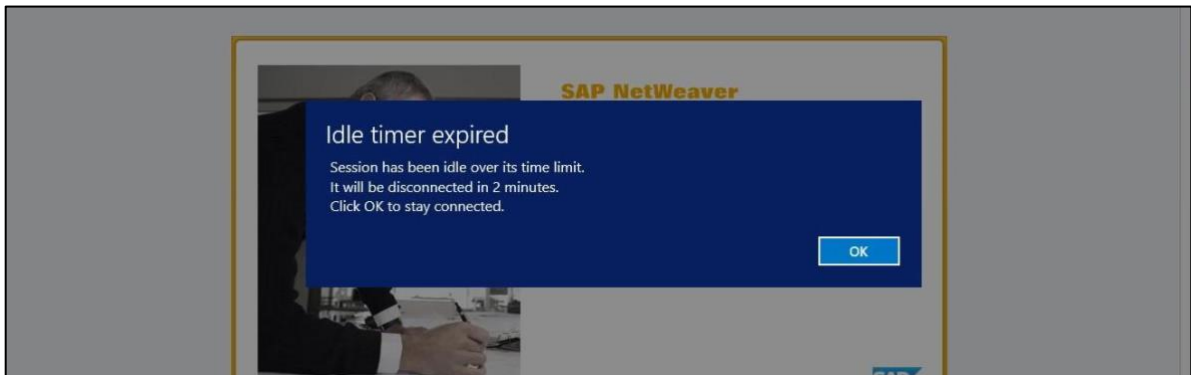 SAP NetWeaver
Idle timer expired
Session has been idle over its time limit.
It will be disconnected in 2 minutes.
Click OK to stay connected.
OK
SAP